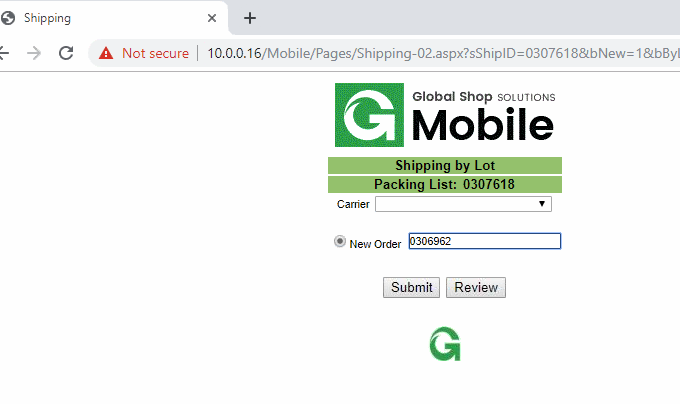 Shipping
Not secure 10.0.0.16/Mobile/Pages/Shipping-02.aspx?sShipID=0307618&bNew=1&bByl
Global Shop SOLUTIONS
Mobile
Shipping by Lot
Packing List: 0307618
Carrier
New Order 0306962
Submit Review